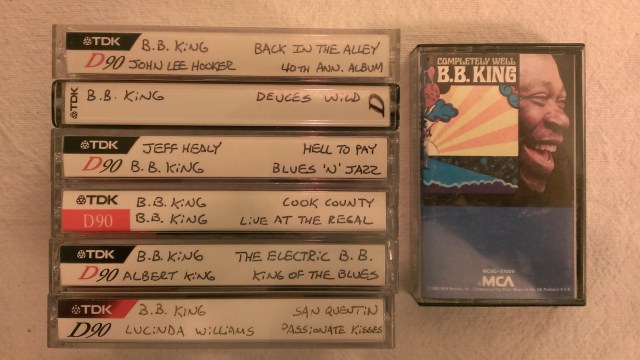 TDK B.B. KING BACK IN THE ALLEY
D90 JOHN LEE HOOKER 40TH ANN. ALBUM
TDK B.B. KING DEUCES WILD D
TDK JEFF HEALY HELL TO PAY
D90 B.B. KING BLUES 'N' JAZZ
TDK B.B. KING COOK COUNTY
D90 B.B. KING LIVE AT THE REGAL
TDK B.B. KING THE ELECTRIC B.B.
D90 ALBERT KING KING OF THE BLUES
TDK B.B. KING SAN QUENTIN
D90 LUCINDA WILLIAMS PASSIONATE KISSES
COMPLETELY WELL
B.B. KING
MCA